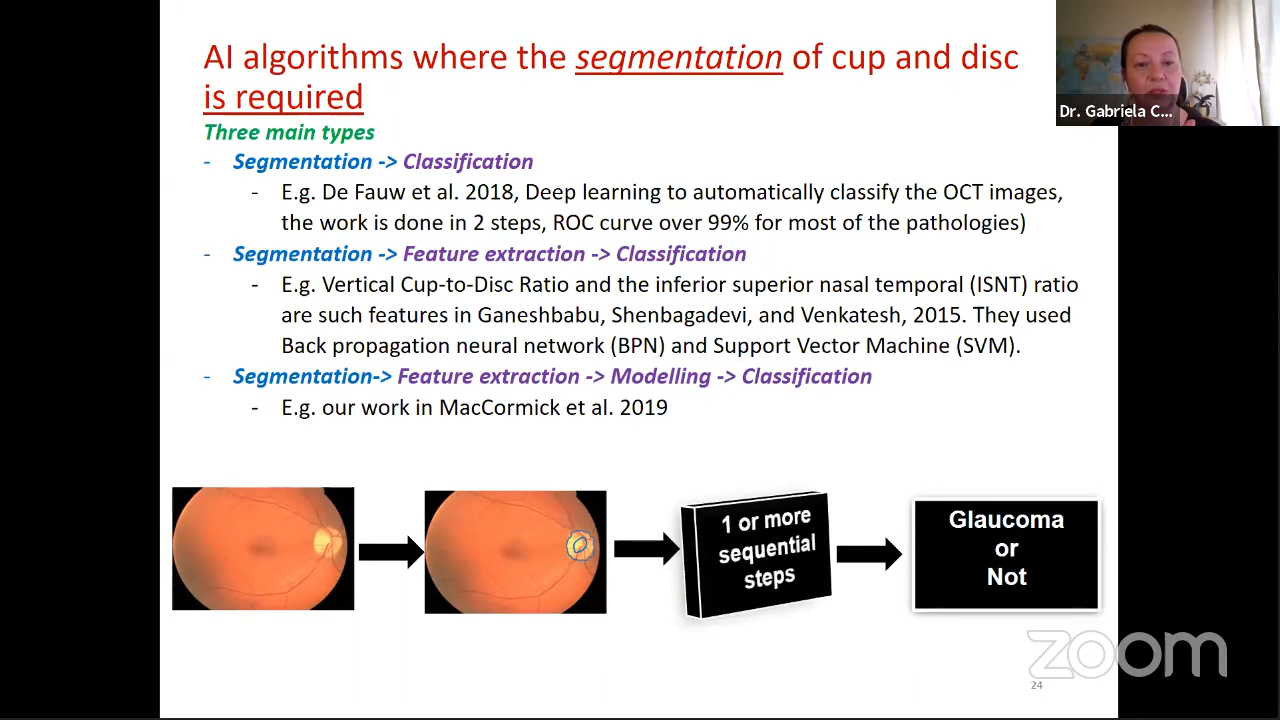 AI algorithms where the segmentation of cup and disc
is required
Three main types
- Segmentation -> Classification
- E.g. De Fauw et al. 2018, Deep learning to automatically classify the OCT images,
the work is done in 2 steps, ROC curve over 99% for most of the pathologies)
- Segmentation -> Feature extraction -> Classification
- E.g. Vertical Cup-to-Disc Ratio and the inferior superior nasal temporal (ISNT) ratio
are such features in Ganeshbabu, Shenbagadevi, and Venkatesh, 2015. They used
Back propagation neural network (BPN) and Support Vector Machine (SVM).
- Segmentation-> Feature extraction -> Modelling -> Classification
- E.g. our work in MacCormick et al. 2019
1 or more
sequential
steps
Glaucoma
or
Not
Dr. Gabriela C...
zoom
24